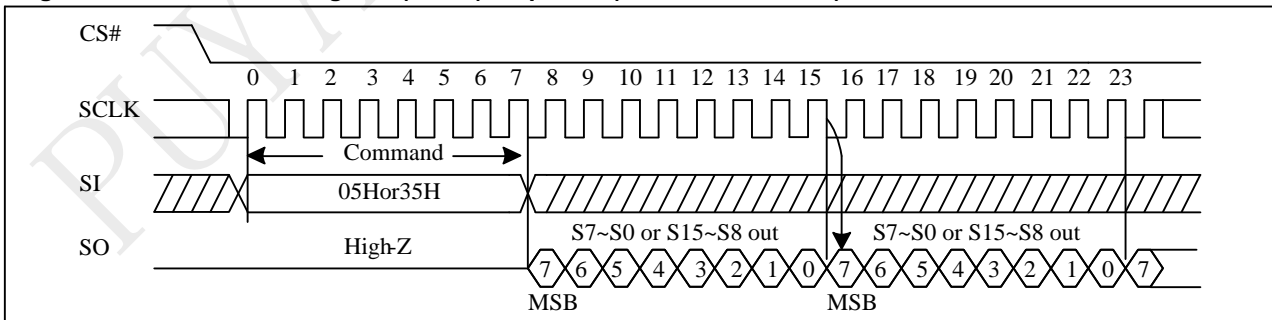 CS#
0 1 2 3 4 5 6 7 8 9 10 11 12 13 14 15 16 17 18 19 20 21 22 23
SCLK
Command
SI
05Hor35H
S7~S0 or S15~S8 out S7~S0 or S15~S8 out
SO
High-Z
7 6 5 4 3 2 1 0 7 6 5 4 3 2 1 0 7
MSB MSB
PUYA